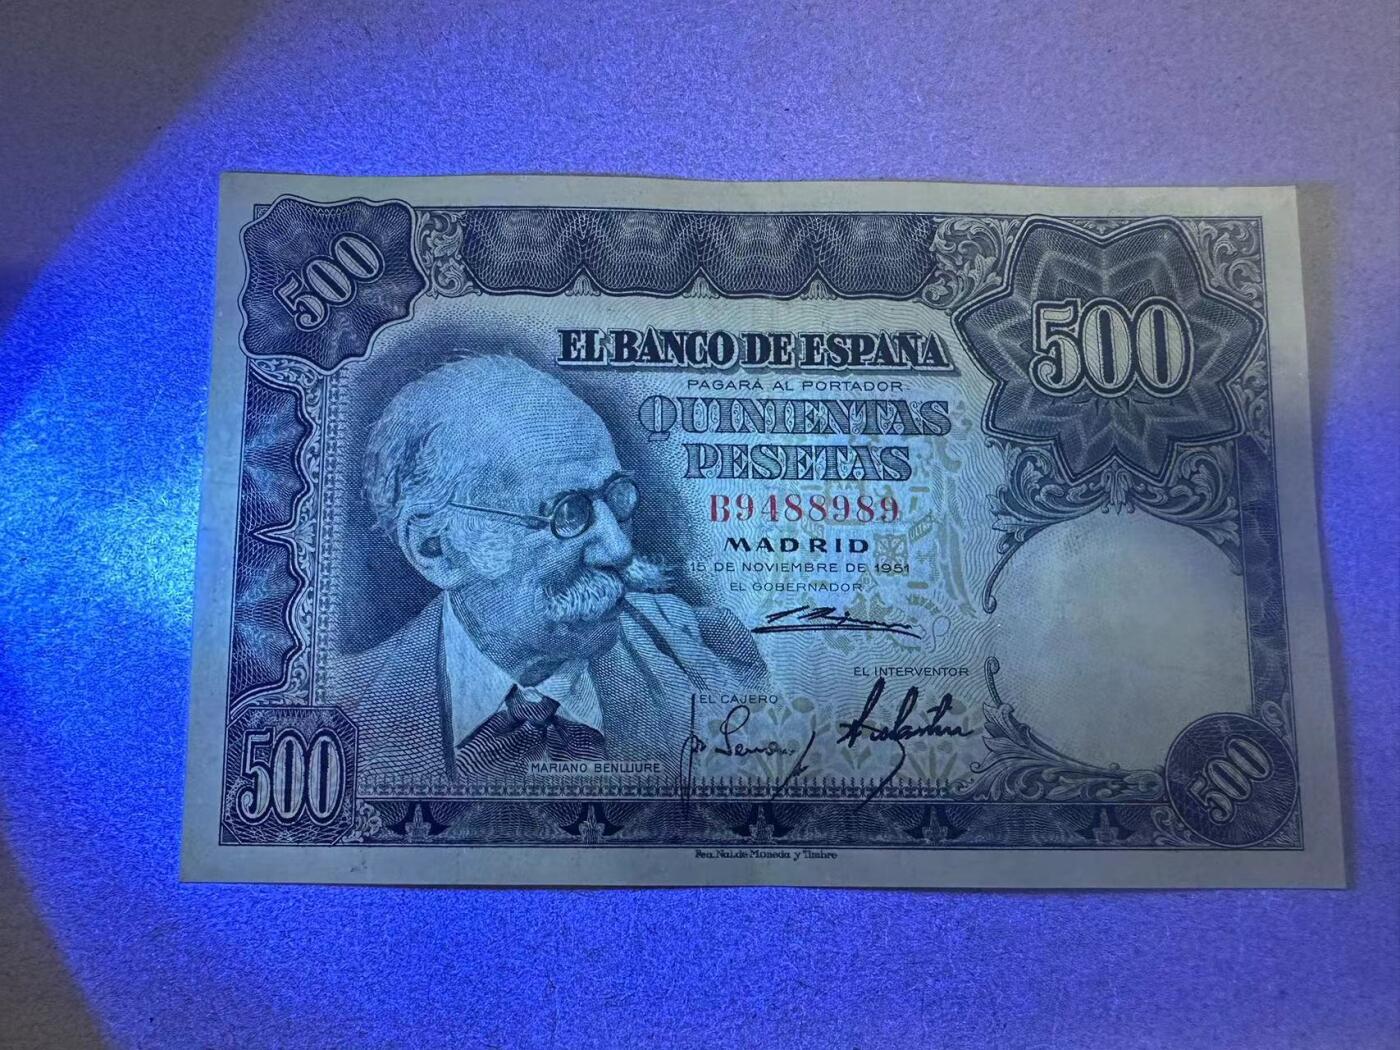 500
500
EL BANCO DE ESPAÑA
PAGARÁ AL PORTADOR
QUINIENTAS
PESETAS
B9488989
MADRID
15 DE NOVIEMBRE DE 1951
EL GOBERNADOR
EL INTERVENTOR
EL CAJERO
MARIANO BENLLIURE
500
500
Fca. Nal. de Moneda y Timbre